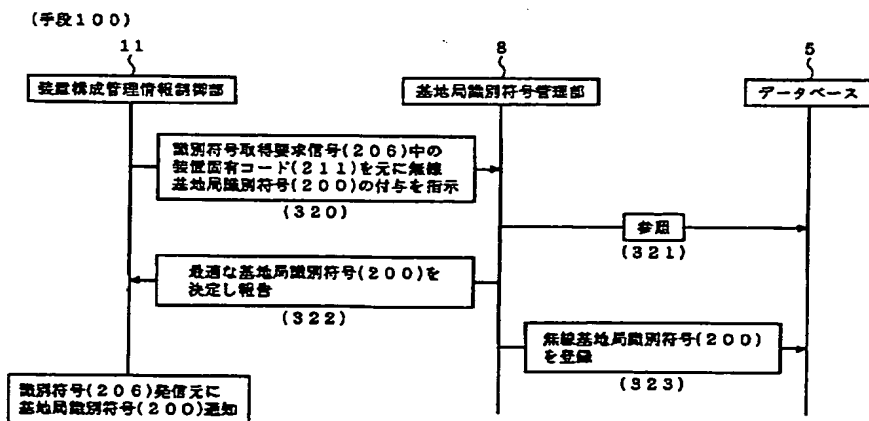 (手段100)
11
8
5
装置構成管理情報制御部
基地局識別符号管理部
データベース
識別符号取得要求信号(206)中の
装置固有コード(211)を元に無線
基地局識別符号(200)の付与を指示
(320)
参照
(321)
最適な基地局識別符号(200)を
決定し報告
(322)
無線基地局識別符号(200)
を登録
(323)
識別符号(206)発信元に
基地局識別符号(200)通知